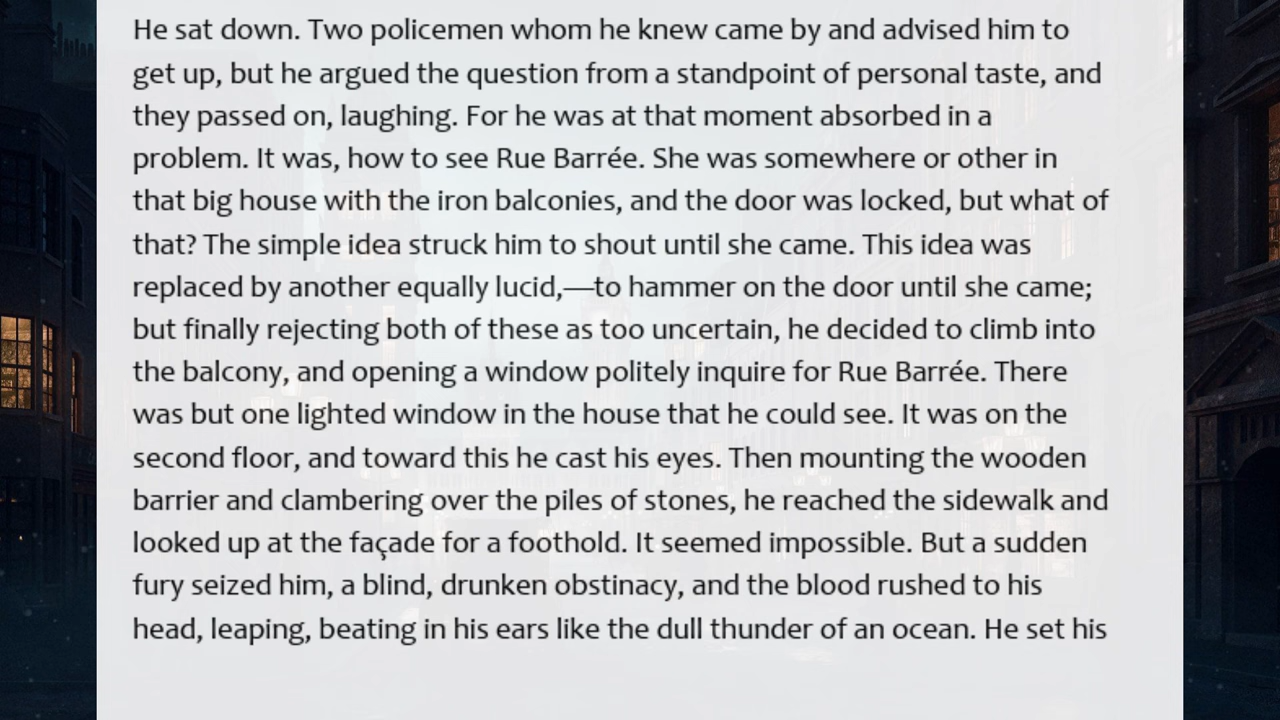 He sat down. Two policemen whom he knew came by and advised him to
get up, but he argued the question from a standpoint of personal taste, and
they passed on, laughing. For he was at that moment absorbed in a
problem. It was, how to see Rue Barrée. She was somewhere or other in
that big house with the iron balconies, and the door was locked, but what of
that? The simple idea struck him to shout until she came. This idea was
replaced by another equally lucid,—to hammer on the door until she came;
but finally rejecting both of these as too uncertain, he decided to climb into
the balcony, and opening a window politely inquire for Rue Barrée. There
was but one lighted window in the house that he could see. It was on the
second floor, and toward this he cast his eyes. Then mounting the wooden
barrier and clambering over the piles of stones, he reached the sidewalk and
looked up at the façade for a foothold. It seemed impossible. But a sudden
fury seized him, a blind, drunken obstinacy, and the blood rushed to his
head, leaping, beating in his ears like the dull thunder of an ocean. He set his